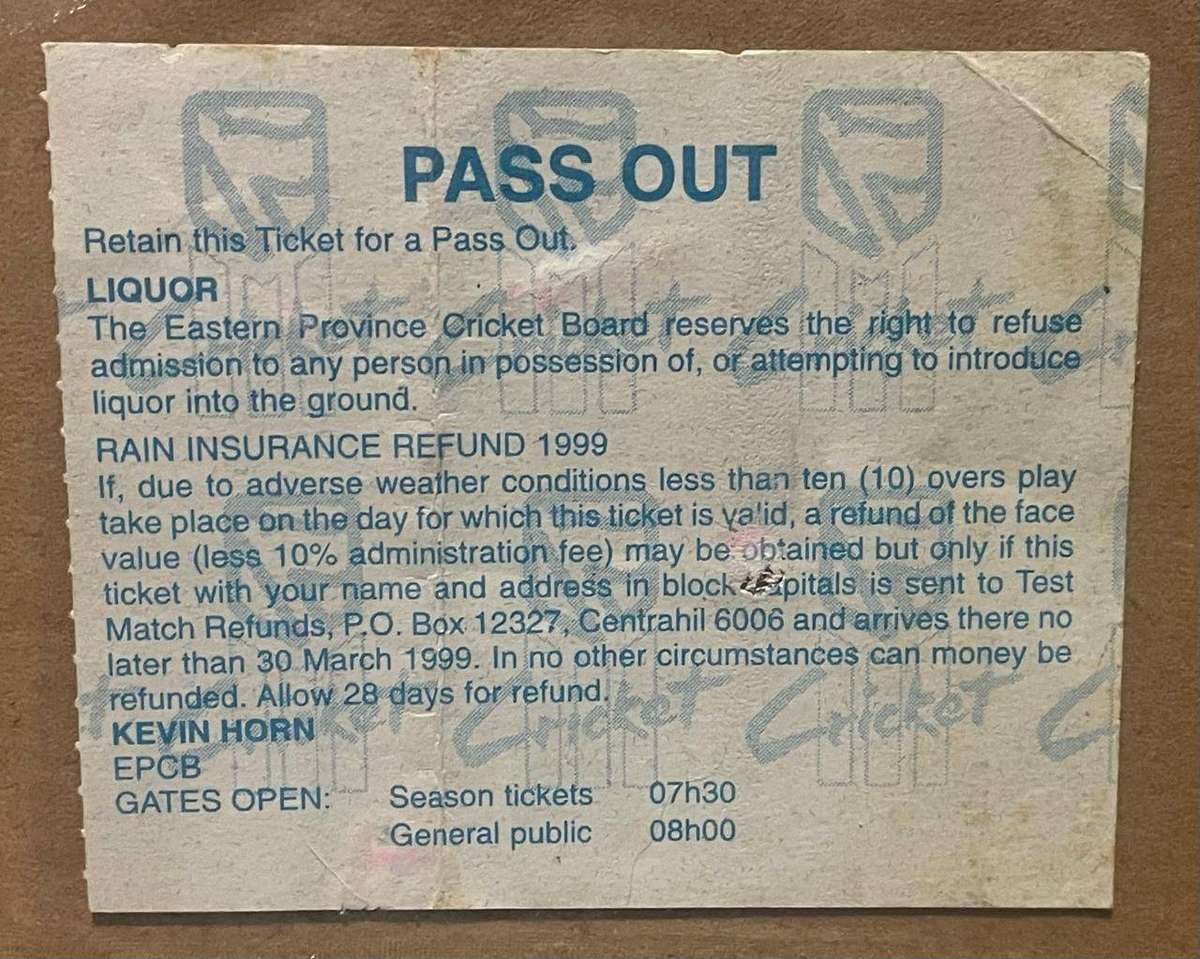 PASS OUT
Retain this Ticket for a Pass Out.
LIQUOR
The Eastern Province Cricket Board reserves the right to refuse
admission to any person in possession of, or attempting to introduce
liquor into the ground.
RAIN INSURANCE REFUND 1999
If, due to adverse weather conditions less than ten (10) overs play
take place on the day for which this ticket is valid, a refund of the face
value (less 10% administration fee) may be obtained but only if this
ticket with your name and address in block capitals is sent to Test
Match Refunds, P.O. Box 12327, Centrahil 6006 and arrives there no
later than 30 March 1999. In no other circumstances can money be
refunded. Allow 28 days for refund.
KEVIN HORN
EPCB
GATES OPEN: Season tickets 07h30
General public 08h00
Cricket Cricket Cricket
Cricket Cricket Cricket